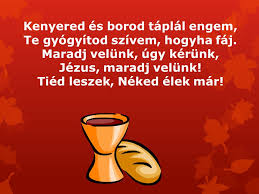 Kenyered és borod táplál engem,
Te gyógyítod szívem, hogyha fáj.
Maradj velünk, úgy kérünk,
Jézus, maradj velünk!
Tiéd leszek, Néked élek már!